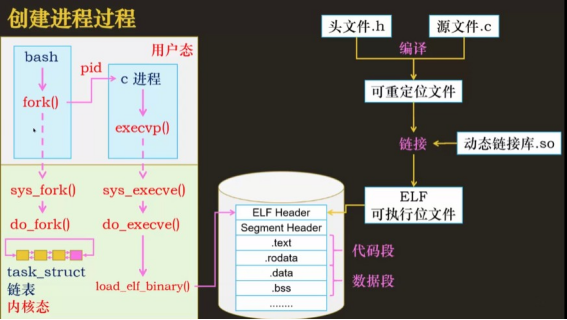 创建进程过程
用户态
bash
pid
c 进程
fork()
execvp()
sys_fork()
sys_execve()
do_fork()
do_execve()
task_struct
链表
内核态
load_elf_binary()
头文件.h
源文件.c
编译
可重定位文件
链接
动态链接库.so
ELF
可执行位文件
ELF Header
Segment Header
.text
.rodata
.data
.bss
........
代码段
数据段